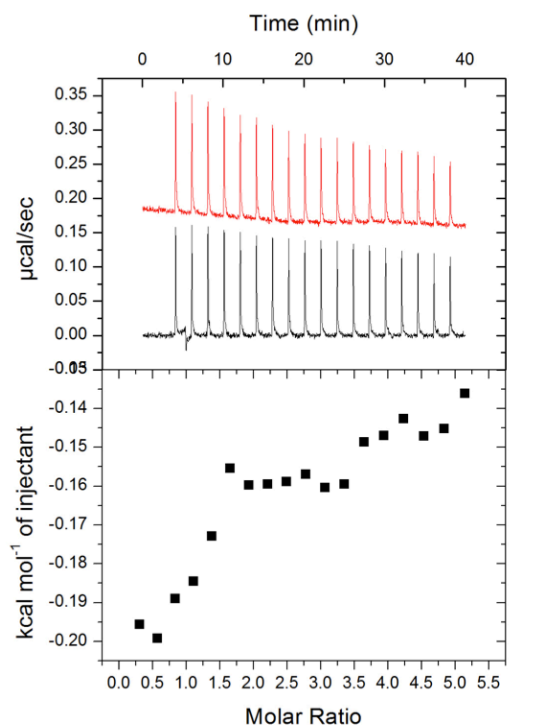 Time (min)
0 10 20 30 40
0.35
0.30
0.25
0.20
0.15
0.10
0.05
0.00
-0.05
µcal/sec
-0.14
-0.15
-0.16
-0.17
-0.18
-0.19
-0.20
kcal mol⁻¹ of injectant
0.0 0.5 1.0 1.5 2.0 2.5 3.0 3.5 4.0 4.5 5.0 5.5
Molar Ratio